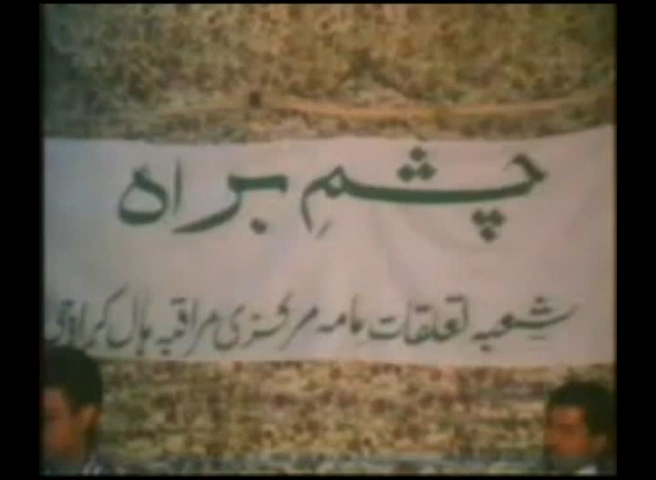 چشمِ براہ
شعبہ تعلقات عامہ مرکزی مراقبہ ہال کراچی